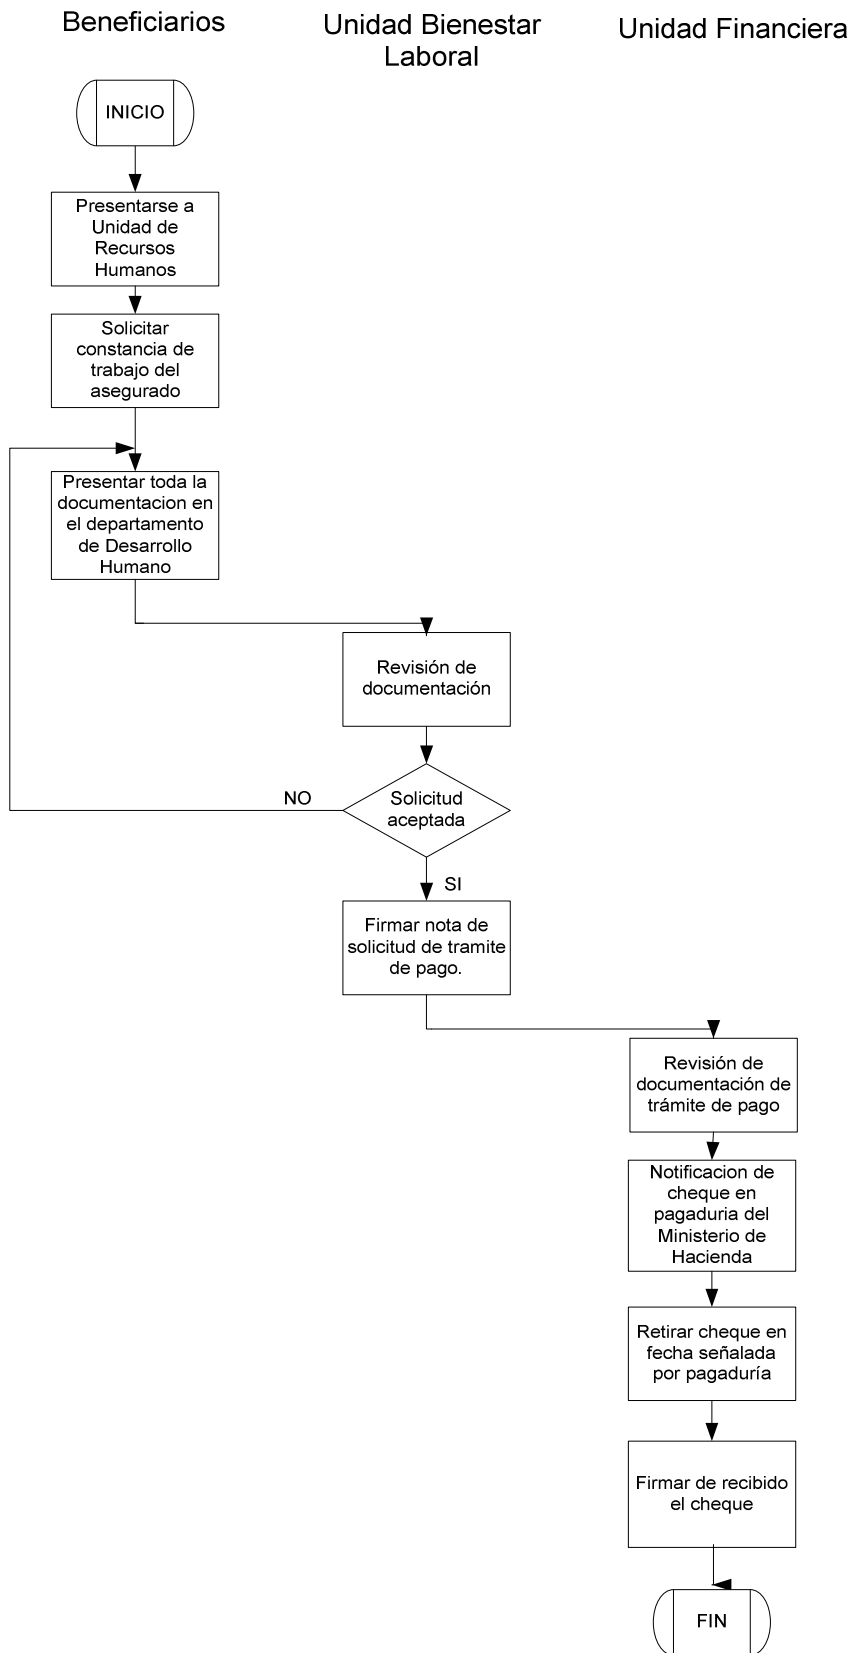 Beneficiarios
Unidad Bienestar
Laboral
Unidad Financiera
INICIO
Presentarse a
Unidad de
Recursos
Humanos
Solicitar
constancia de
trabajo del
asegurado
Presentar toda la
documentacion en
el departamento
de Desarrollo
Humano
Revisión de
documentación
NO
Solicitud
aceptada
SI
Firmar nota de
solicitud de tramite
de pago.
Revisión de
documentación de
trámite de pago
Notificacion de
cheque en
pagaduria del
Ministerio de
Hacienda
Retirar cheque en
fecha señalada
por pagaduría
Firmar de recibido
el cheque
FIN